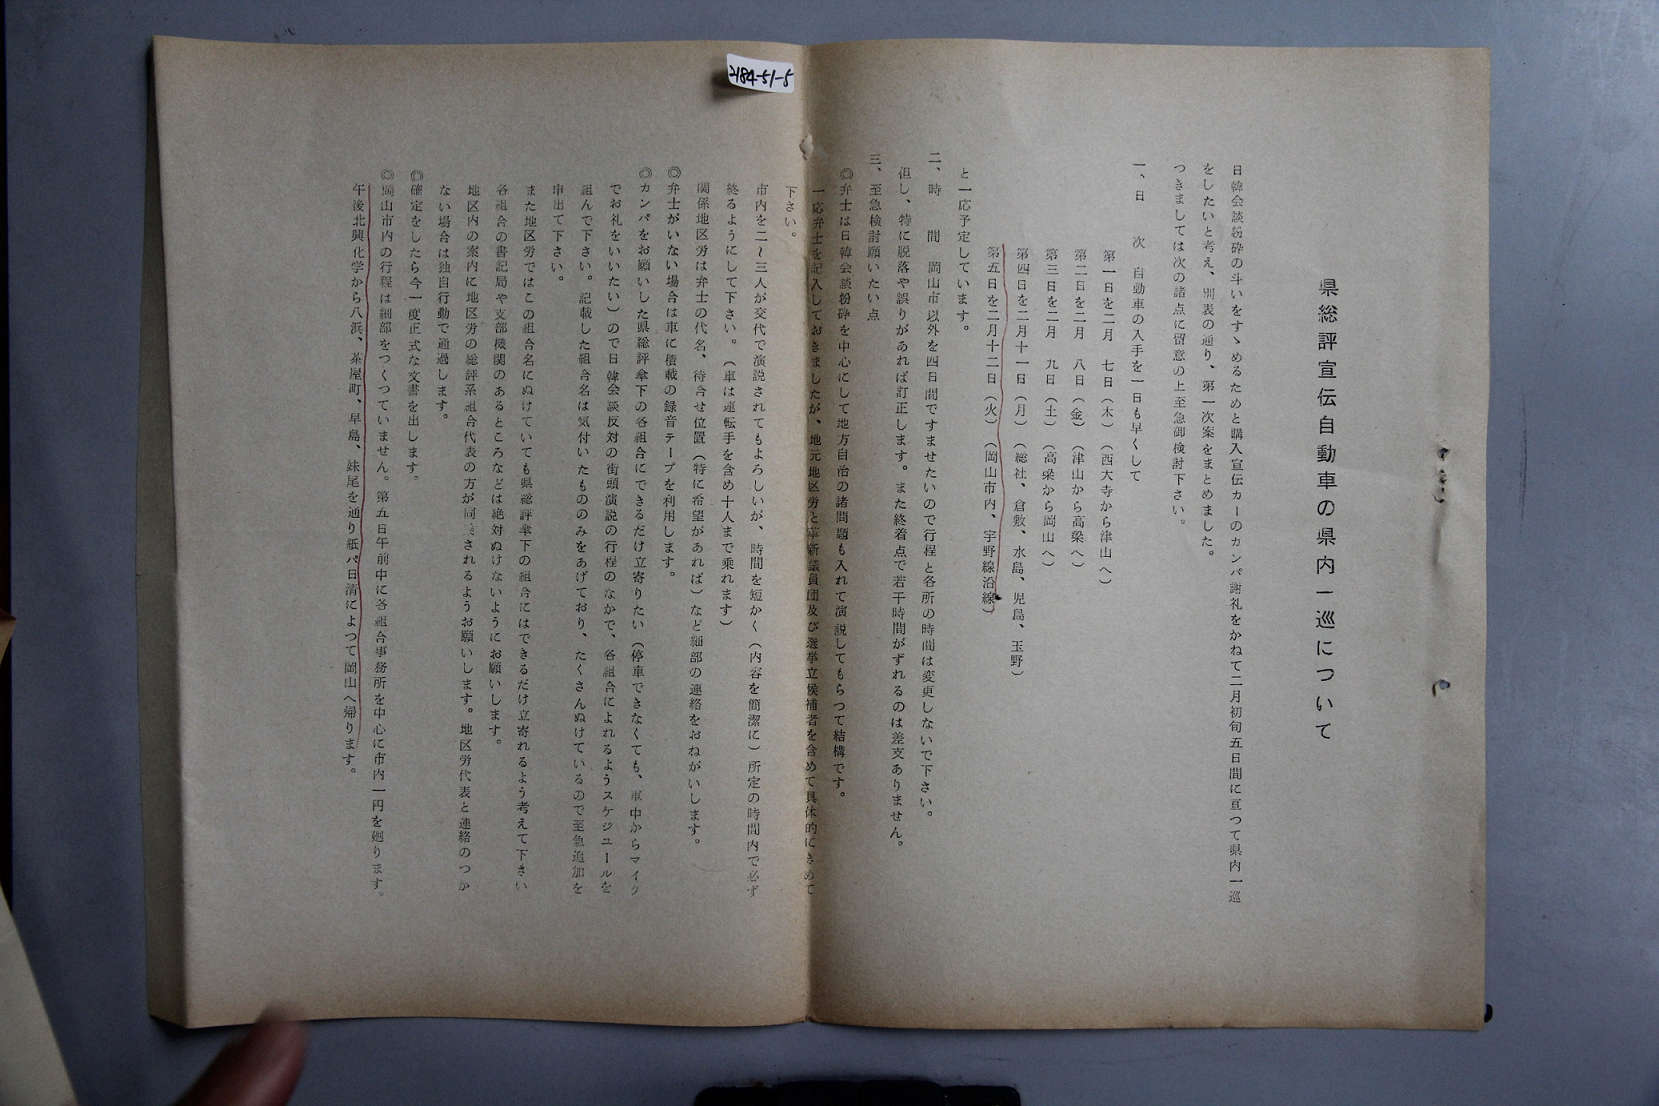 2184-51-5
県総評宣伝自動車の県内一巡について
日韓会談粉砕の斗いをすゝめるためと購入宣伝カーのカンパ謝礼をかねて二月初旬五日間に亘つて県内一巡
をしたいと考え、別表の通り、第一次案をまとめました。
つきましては次の諸点に留意の上至急御検討下さい。
一、日　次　自動車の入手を一日も早くして
第一日を二月　七日（木）（西大寺から津山へ）
第二日を二月　八日（金）（津山から高梁へ）
第三日を二月　九日（土）（高梁から岡山へ）
第四日を二月十一日（月）（総社、倉敷、水島、児島、玉野）
第五日を二月十二日（火）（岡山市内、宇野線沿線）
と一応予定しています。
二、時　間　岡山市以外を四日間ですませたいので行程と各所の時間は変更しないで下さい。
但し、特に脱落や誤りがあれば訂正します。また終着点で若干時間がずれるのは差支ありません。
三、至急検討願いたい点
◎弁士は日韓会談粉砕を中心にして地方自治の諸問題も入れて演説してもらつて結構です。
一応弁士を記入しておきましたが、地元地区労と革新議員団及び選挙立候補者を含めて具体的にきめて
下さい。
市内を二～三人が交代で演説されてもよろしいが、時間を短かく（内容を簡潔に）所定の時間内で必ず
終るようにして下さい。（車は運転手を含め十人まで乗れます）
関係地区労は弁士の代名、待合せ位置（特に希望があれば）など細部の連絡をおねがいします。
◎弁士がいない場合は車に積載の録音テープを利用します。
◎カンパをお願いした県総評傘下の各組合にできるだけ立寄りたい（停車できなくても、車中からマイク
でお礼をいいたい）ので日韓会談反対の街頭演説の行程のなかで、各組合によれるようスケジユールを
組んで下さい。記載した組合名は気付いたもののみをあげており、たくさんぬけているので至急追加を
申出て下さい。
また地区労ではこの組合名にぬけていても県総評傘下の組合にはできるだけ立寄れるよう考えて下さい
各組合の書記局や支部機関のあるところなどは絶対ぬけないようにお願いします。
地区内の案内に地区労の総評系組合代表の方が同乗されるようお願いします。地区労代表と連絡のつか
ない場合は独自行動で通過します。
◎確定をしたら今一度正式な文書を出します。
◎岡山市内の行程は細部をつくつていません。第五日午前中に各組合事務所を中心に市内一円を廻ります。
午後北興化学から八浜、茶屋町、早島、妹尾を通り紙パ日清によつて岡山へ帰ります。